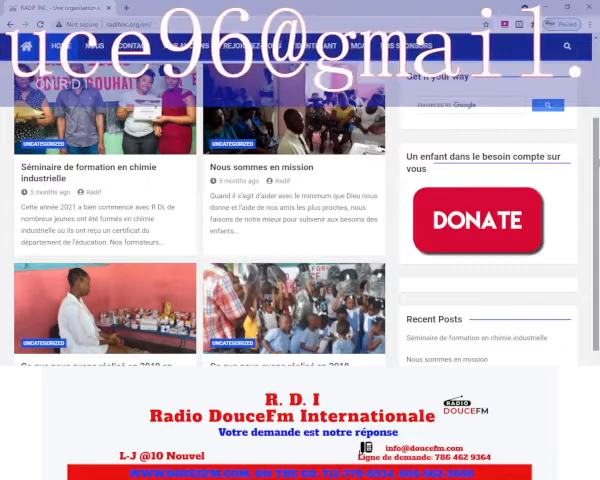 RADIF INC. - Une organisation
Not secure | radifinc.org/en/
Paused
uce96@gmail.
HOME NOUS CONTACT
MCA NOS SPONSORS
Get it your way
ENHANCED BY Google
UNCATEGORIZED
UNCATEGORIZED
Séminaire de formation en chimie
industrielle
3 months ago Radif
Cette année 2021 a bien commencé avec R DI, de
nombreux jeunes ont été formés en chimie
industrielle où ils ont reçu un certificat du
département de l'éducation. Nos formateurs...
Nous sommes en mission
5 months ago Radif
Quand il s'agit d'aider avec le minimum que Dieu nous
donne et l'aide de nos amis les plus proches, nous
faisons de notre mieux pour subvenir aux besoins des
enfants...
Un enfant dans le besoin compte sur
vous
DONATE
UNCATEGORIZED
UNCATEGORIZED
Recent Posts
Séminaire de formation en chimie industrielle
Nous sommes en mission
R. D. I
Radio DouceFm Internationale
Votre demande est notre réponse
L-J @10 Nouvel
RADIO
DOUCEFM
info@doucefm.com
Ligne de demande: 786 462 9364